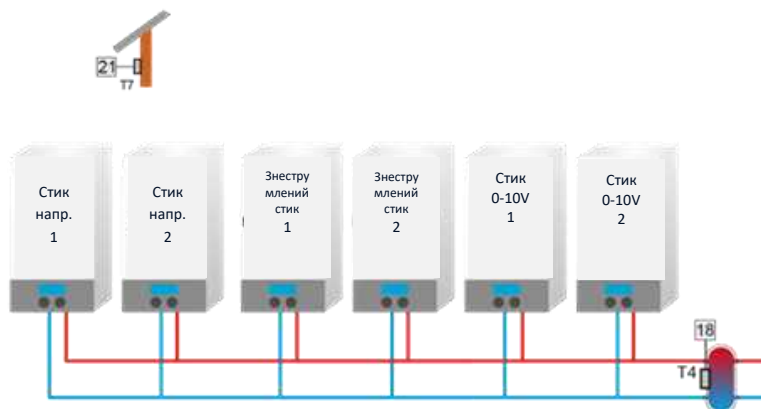 21
T7
Стик
напр.
1
Стик
напр.
2
Знестру
млений
стик
1
Знестру
млений
стик
2
Стик
0-10V
1
Стик
0-10V
2
18
T4